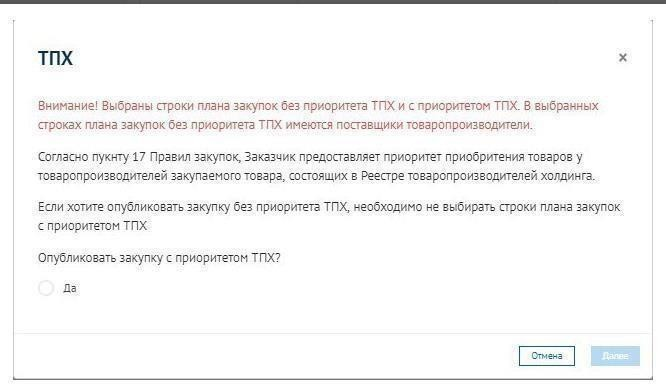 ТПХ
×
Внимание! Выбраны строки плана закупок без приоритета ТПХ и с приоритетом ТПХ. В выбранных
строках плана закупок без приоритета ТПХ имеются поставщики товаропроизводители.
Согласно пукнту 17 Правил закупок, Заказчик предоставляет приоритет прибретения товаров у
товаропроизводителей закупаемого товара, состоящих в Реестре товаропроизводителей холдинга.
Если хотите опубликовать закупку без приоритета ТПХ, необходимо не выбирать строки плана закупок
с приоритетом ТПХ
Опубликовать закупку с приоритетом ТПХ?
Да
Отмена Далее